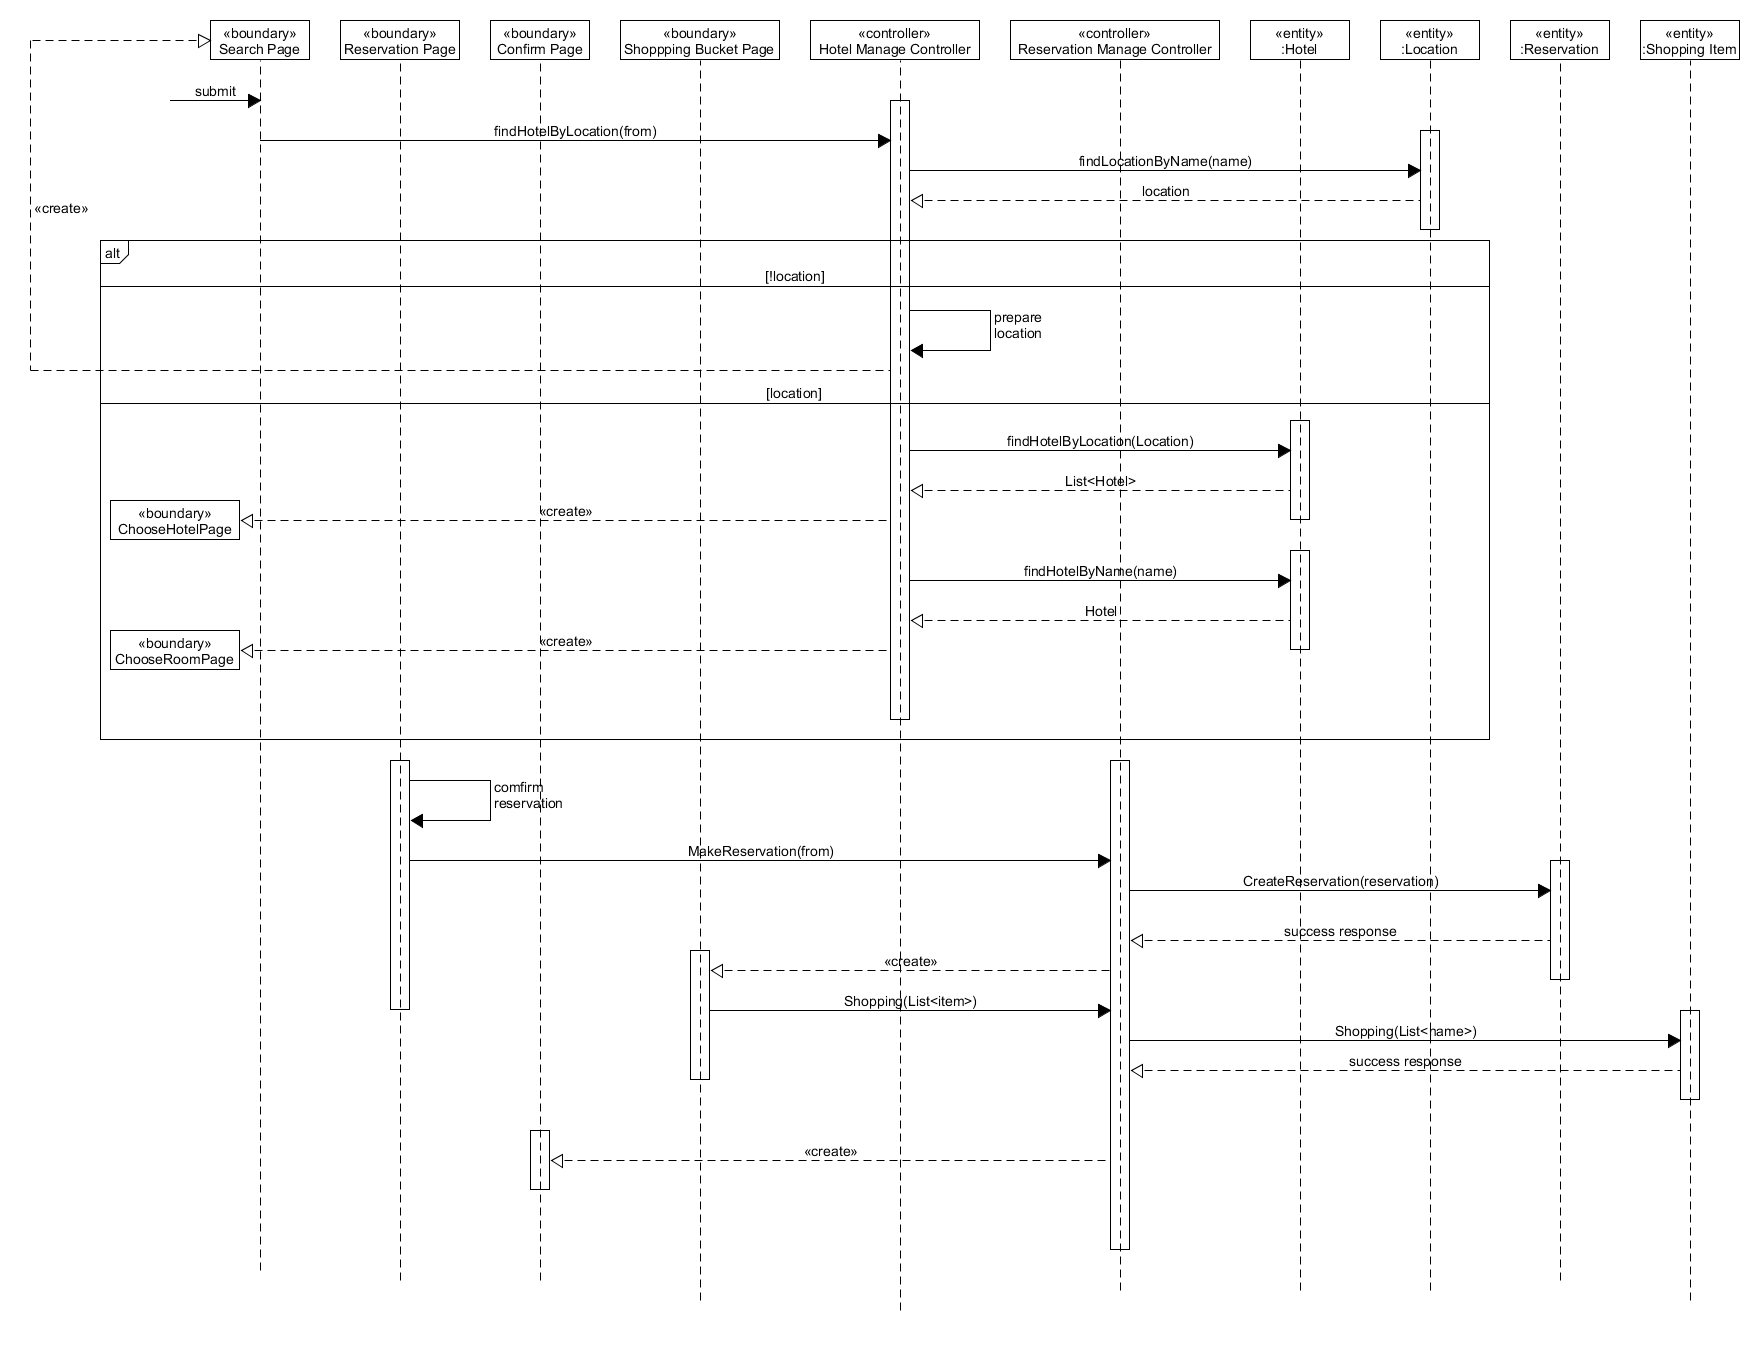 «boundary»
Search Page
«boundary»
Reservation Page
«boundary»
Confirm Page
«boundary»
Shoppping Bucket Page
«controller»
Hotel Manage Controller
«controller»
Reservation Manage Controller
«entity»
:Hotel
«entity»
:Location
«entity»
:Reservation
«entity»
:Shopping Item
submit
findHotelByLocation(from)
findLocationByName(name)
location
«create»
alt
[!location]
prepare
location
[location]
findHotelByLocation(Location)
List<Hotel>
«boundary»
ChooseHotelPage
«create»
findHotelByName(name)
Hotel
«boundary»
ChooseRoomPage
«create»
comfirm
reservation
MakeReservation(from)
CreateReservation(reservation)
success response
«create»
Shopping(List<item>)
Shopping(List<name>)
success response
«create»